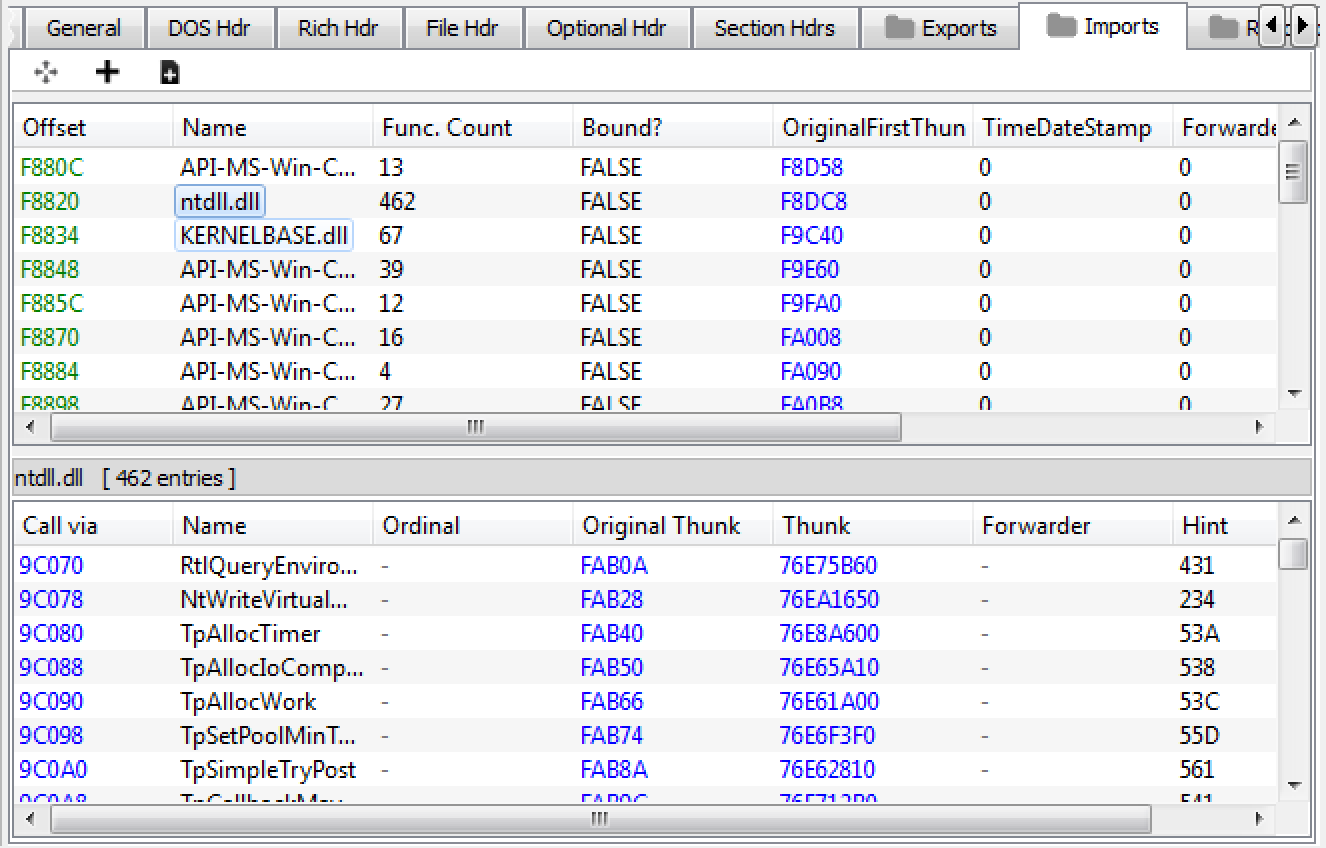 General DOS Hdr Rich Hdr File Hdr Optional Hdr Section Hdrs Exports Imports
Offset Name Func. Count Bound? OriginalFirstThun TimeDateStamp Forwarde
F880C API-MS-Win-C... 13 FALSE F8D58 0 0
F8820 ntdll.dll 462 FALSE F8DC8 0 0
F8834 KERNELBASE.dll 67 FALSE F9C40 0 0
F8848 API-MS-Win-C... 39 FALSE F9E60 0 0
F885C API-MS-Win-C... 12 FALSE F9FA0 0 0
F8870 API-MS-Win-C... 16 FALSE FA008 0 0
F8884 API-MS-Win-C... 4 FALSE FA090 0 0
F8898 API-MS-Win-C 27 FALSE FA0B8 0 0
ntdll.dll [ 462 entries ]
Call via Name Ordinal Original Thunk Thunk Forwarder Hint
9C070 RtlQueryEnviro... - FAB0A 76E75B60 - 431
9C078 NtWriteVirtual... - FAB28 76EA1650 - 234
9C080 TpAllocTimer - FAB40 76E8A600 - 53A
9C088 TpAllocIoComp... - FAB50 76E65A10 - 538
9C090 TpAllocWork - FAB66 76E61A00 - 53C
9C098 TpSetPoolMinT... - FAB74 76E6F3F0 - 55D
9C0A0 TpSimpleTryPost - FAB8A 76E62810 - 561